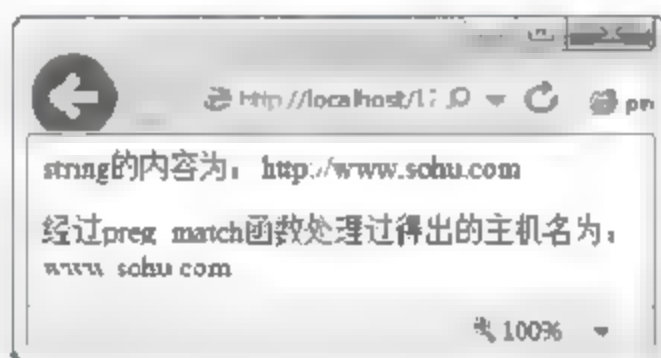 http://localhost/17
string的内容为：http://www.sohu.com
经过preg_match函数处理过得出的主机名为：
www.sohu.com
100%